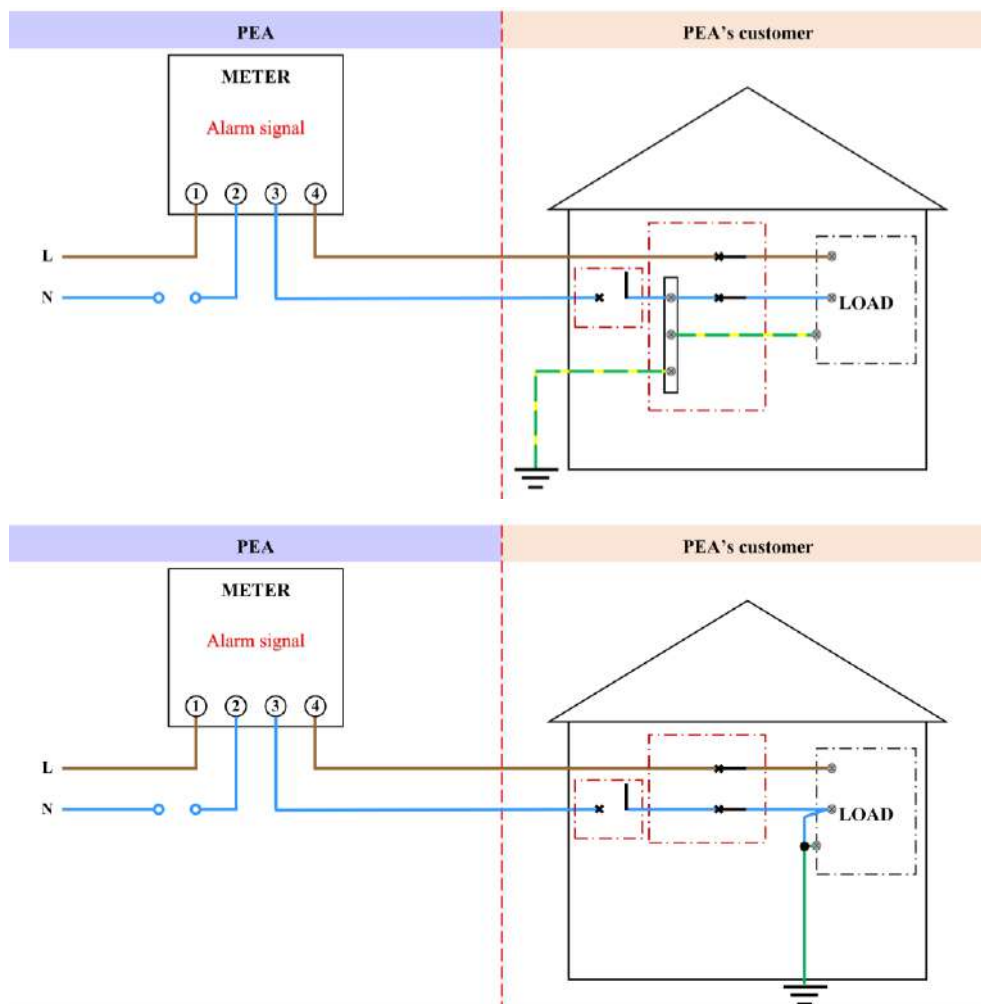 PEA PEA's customer
METER
Alarm signal
1 2 3 4
L
N
LOAD
PEA PEA's customer
METER
Alarm signal
1 2 3 4
L
N
LOAD